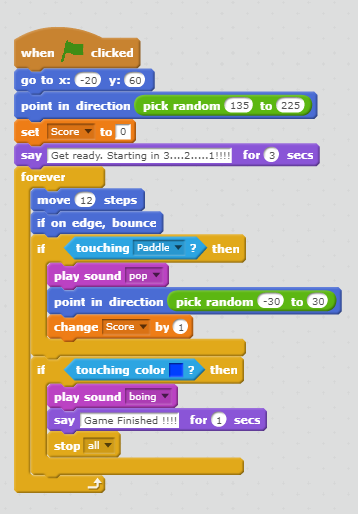 when clicked
go to x: -20 y: 60
point in direction pick random 135 to 225
set Score to 0
say Get ready. Starting in 3....2.....1!!!! for 3 secs
forever
move 12 steps
if on edge, bounce
if touching Paddle ? then
play sound pop
point in direction pick random -30 to 30
change Score by 1
if touching color ? then
play sound boing
say Game Finished !!!! for 1 secs
stop all